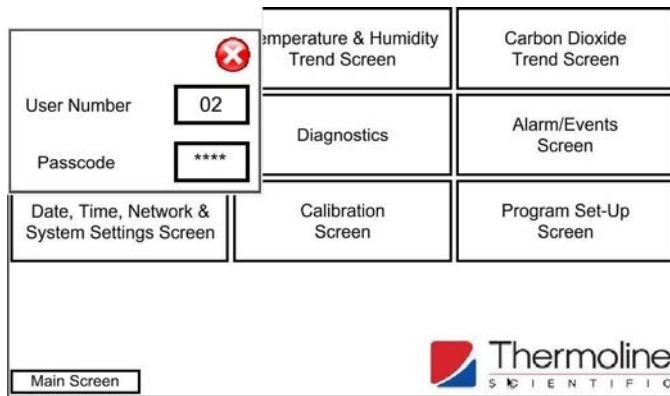 User Number
02
Passcode
****
emperature & Humidity
Trend Screen
Carbon Dioxide
Trend Screen
Diagnostics
Alarm/Events
Screen
Date, Time, Network &
System Settings Screen
Calibration
Screen
Program Set-Up
Screen
Main Screen
Thermoline
SCIENTIFIC